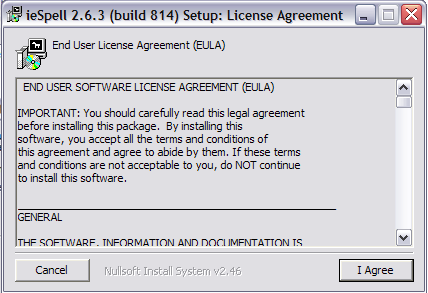 ieSpell 2.6.3 (build 814) Setup: License Agreement
End User License Agreement (EULA)
END USER SOFTWARE LICENSE AGREEMENT (EULA)
IMPORTANT: You should carefully read this legal agreement
before installing this package. By installing this
software, you accept all the terms and conditions of
this agreement and agree to abide by them. If these terms
and conditions are not acceptable to you, do NOT continue
to install this software.
GENERAL
THE SOFTWARE, INFORMATION AND DOCUMENTATION IS
Cancel Nullsoft Install System v2.46 I Agree